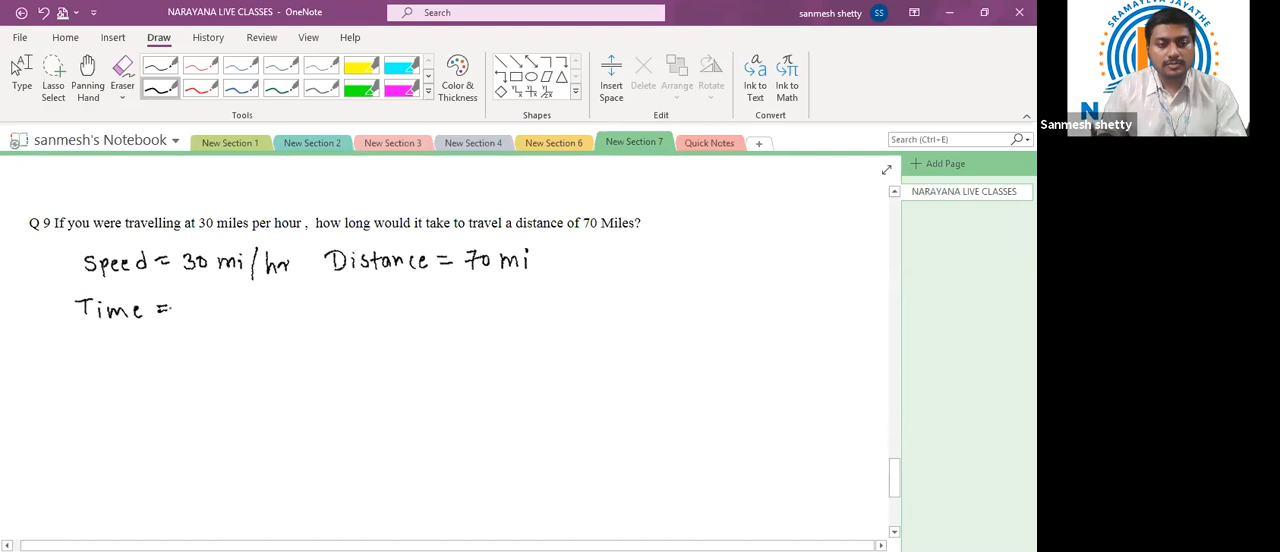 NARAYANA LIVE CLASSES - OneNote
Search
sanmesh shetty SS
SRAMAYEVA JAYATHE
File Home Insert Draw History Review View Help
Type Lasso Select Panning Hand Eraser Color & Thickness Insert Space Delete Arrange Rotate Ink to Text Ink to Math
Tools Shapes Edit Convert
N
Sanmesh shetty
sanmesh's Notebook New Section 1 New Section 2 New Section 3 New Section 4 New Section 6 New Section 7 Quick Notes Search (Ctrl+E)
Add Page
NARAYANA LIVE CLASSES
Q 9 If you were travelling at 30 miles per hour , how long would it take to travel a distance of 70 Miles?
Speed = 30 mi/hr Distance = 70 mi
Time =